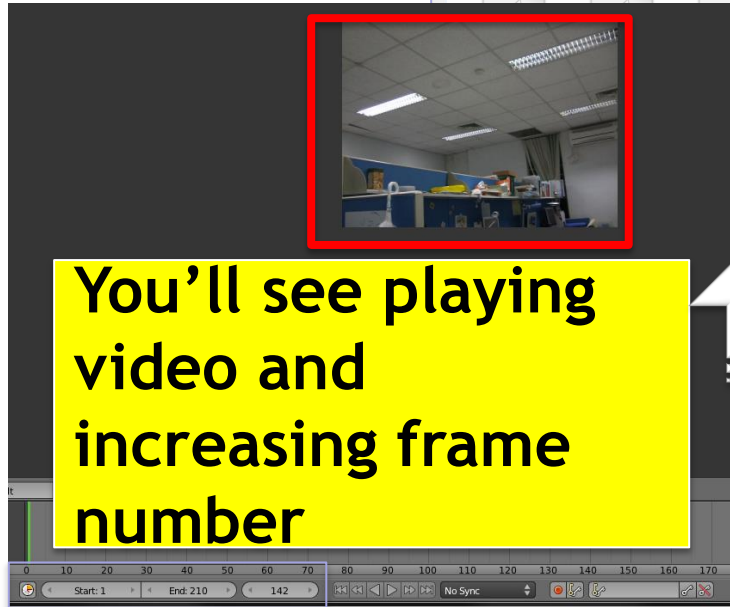 You’ll see playing
video and
increasing frame
number
lt
0 10 20 30 40 50 60 70 80 90 100 110 120 130 140 150 160 170
Start: 1 End: 210 142 No Sync